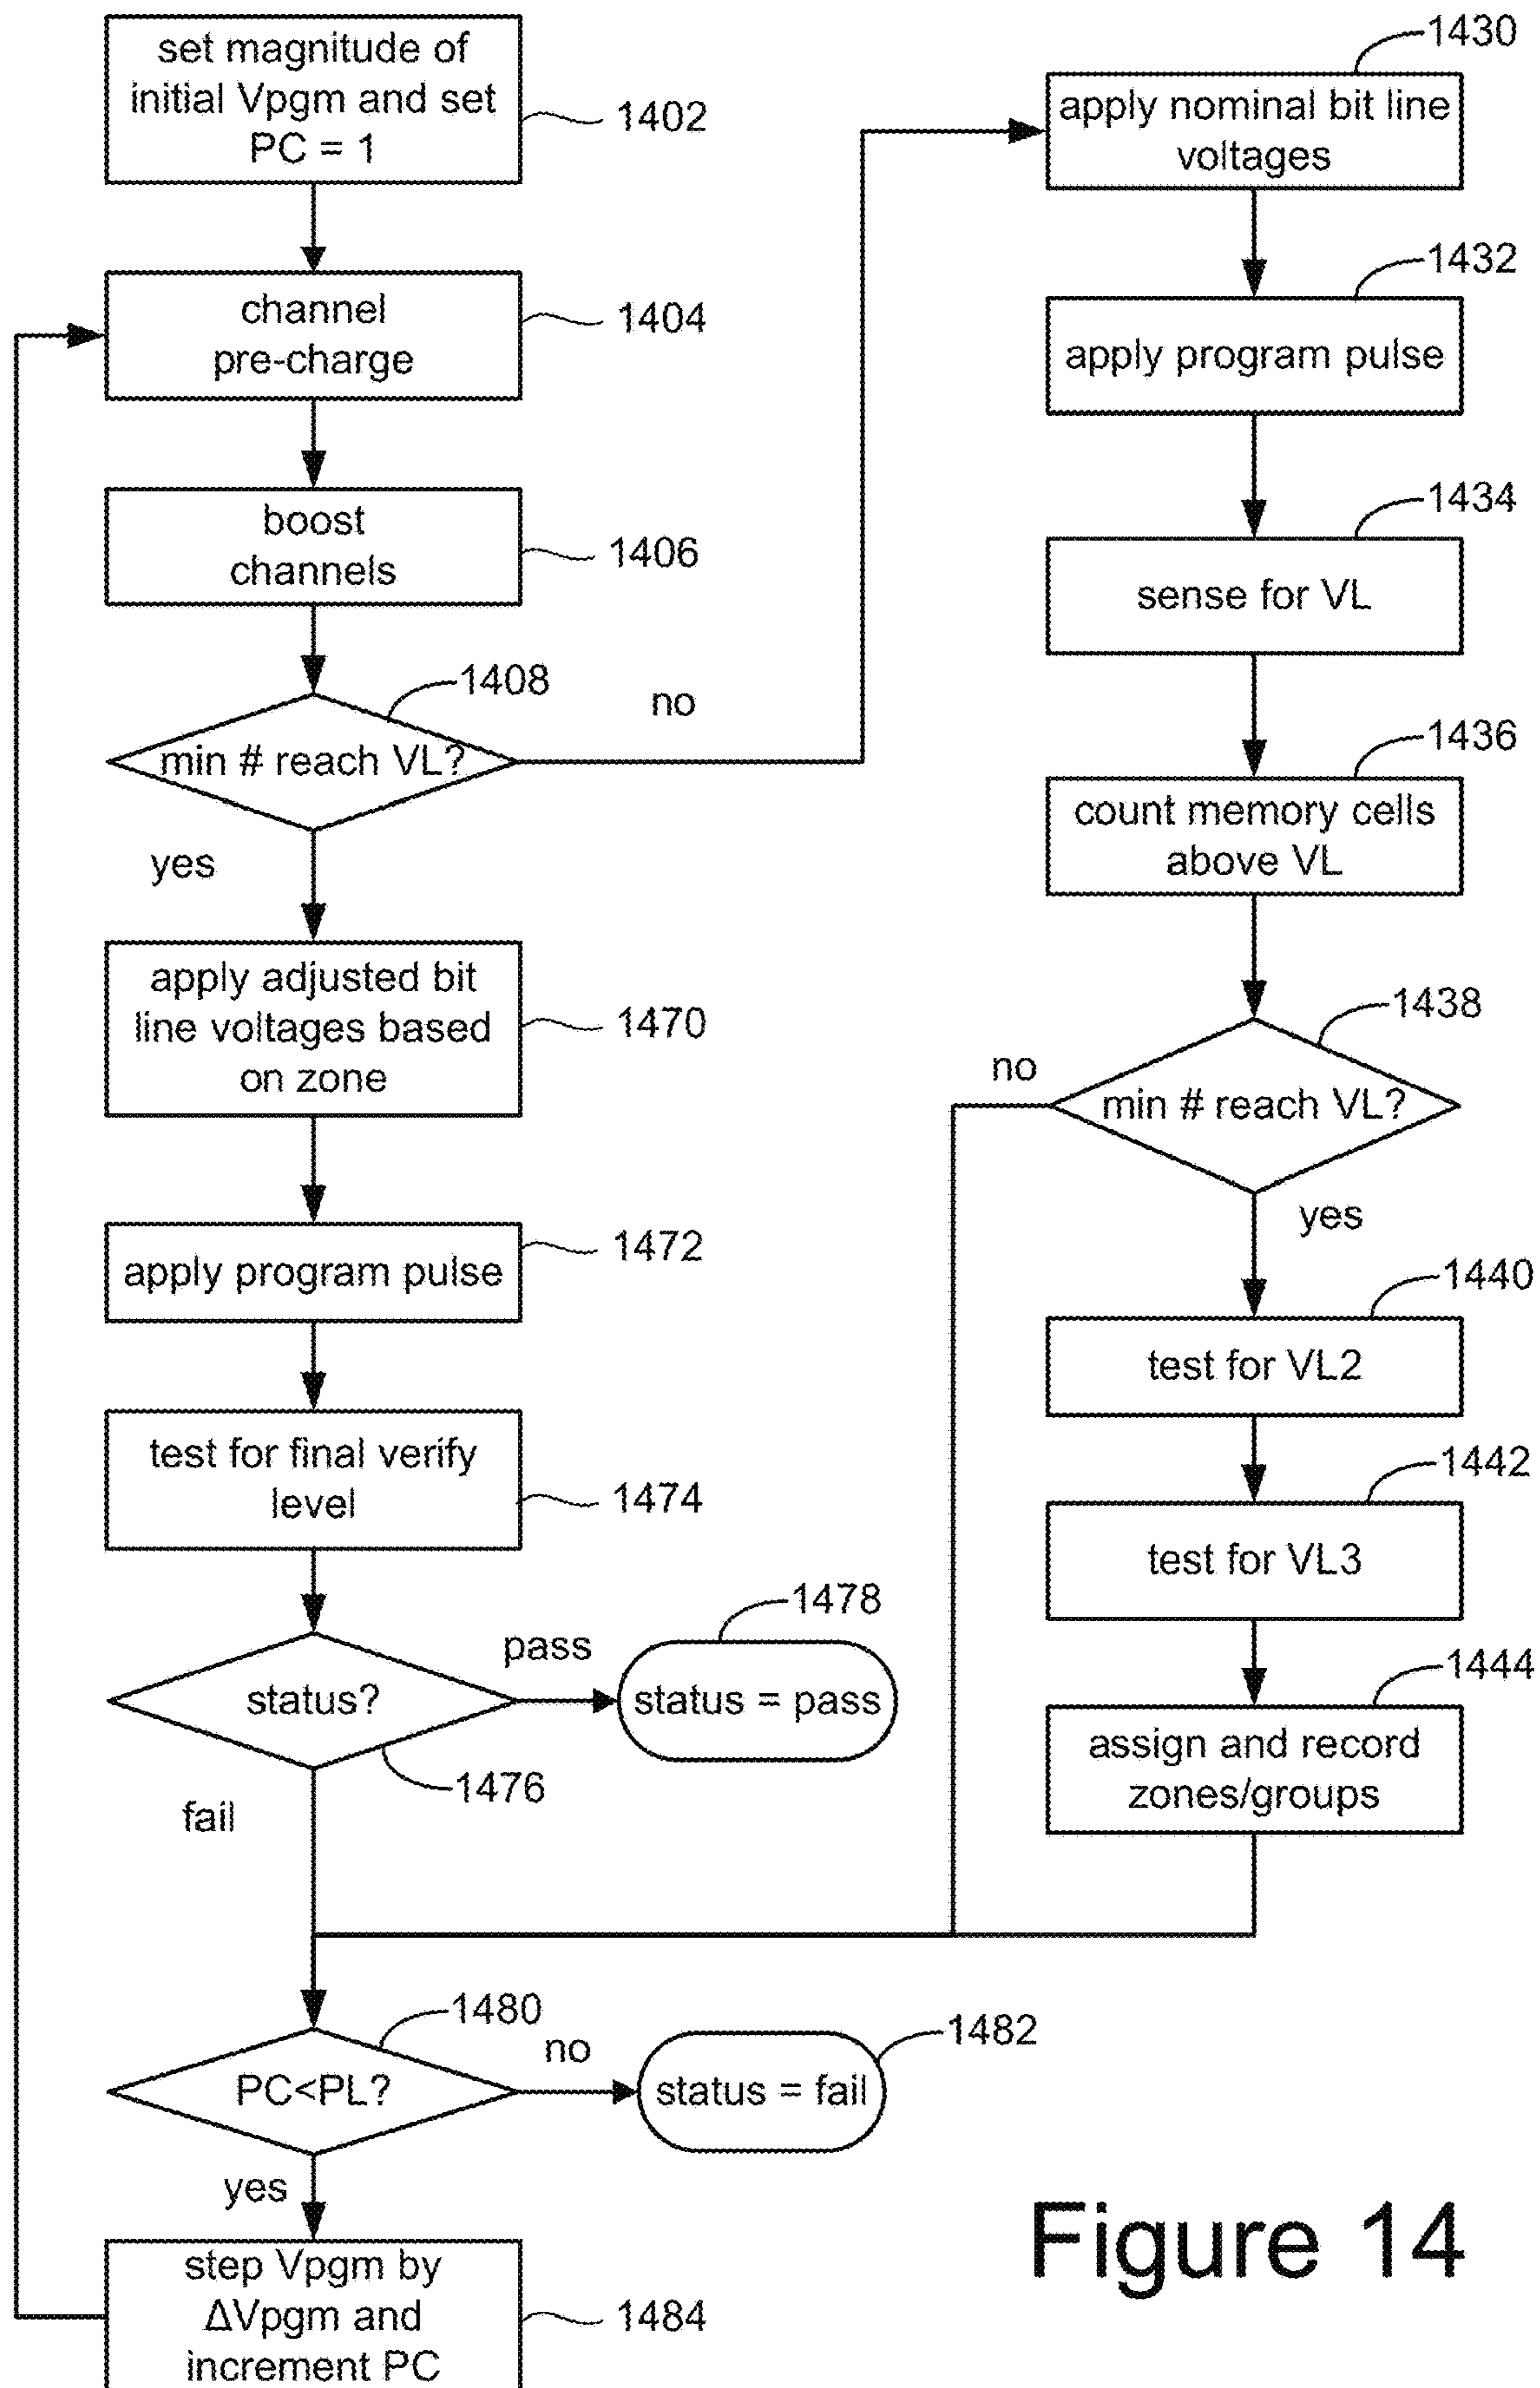 set magnitude of
initial Vpgm and set
PC = 1
1402
channel
pre-charge
1404
boost
channels
1406
min # reach VL?
1408
no
yes
apply adjusted bit
line voltages based
on zone
1470
apply program pulse
1472
test for final verify
level
1474
status?
1476
pass
status = pass
1478
fail
PC<PL?
1480
no
status = fail
1482
yes
step Vpgm by
ΔVpgm and
increment PC
1484
1430
apply nominal bit line
voltages
1432
apply program pulse
1434
sense for VL
1436
count memory cells
above VL
1438
no
min # reach VL?
yes
1440
test for VL2
1442
test for VL3
1444
assign and record
zones/groups
Figure 14